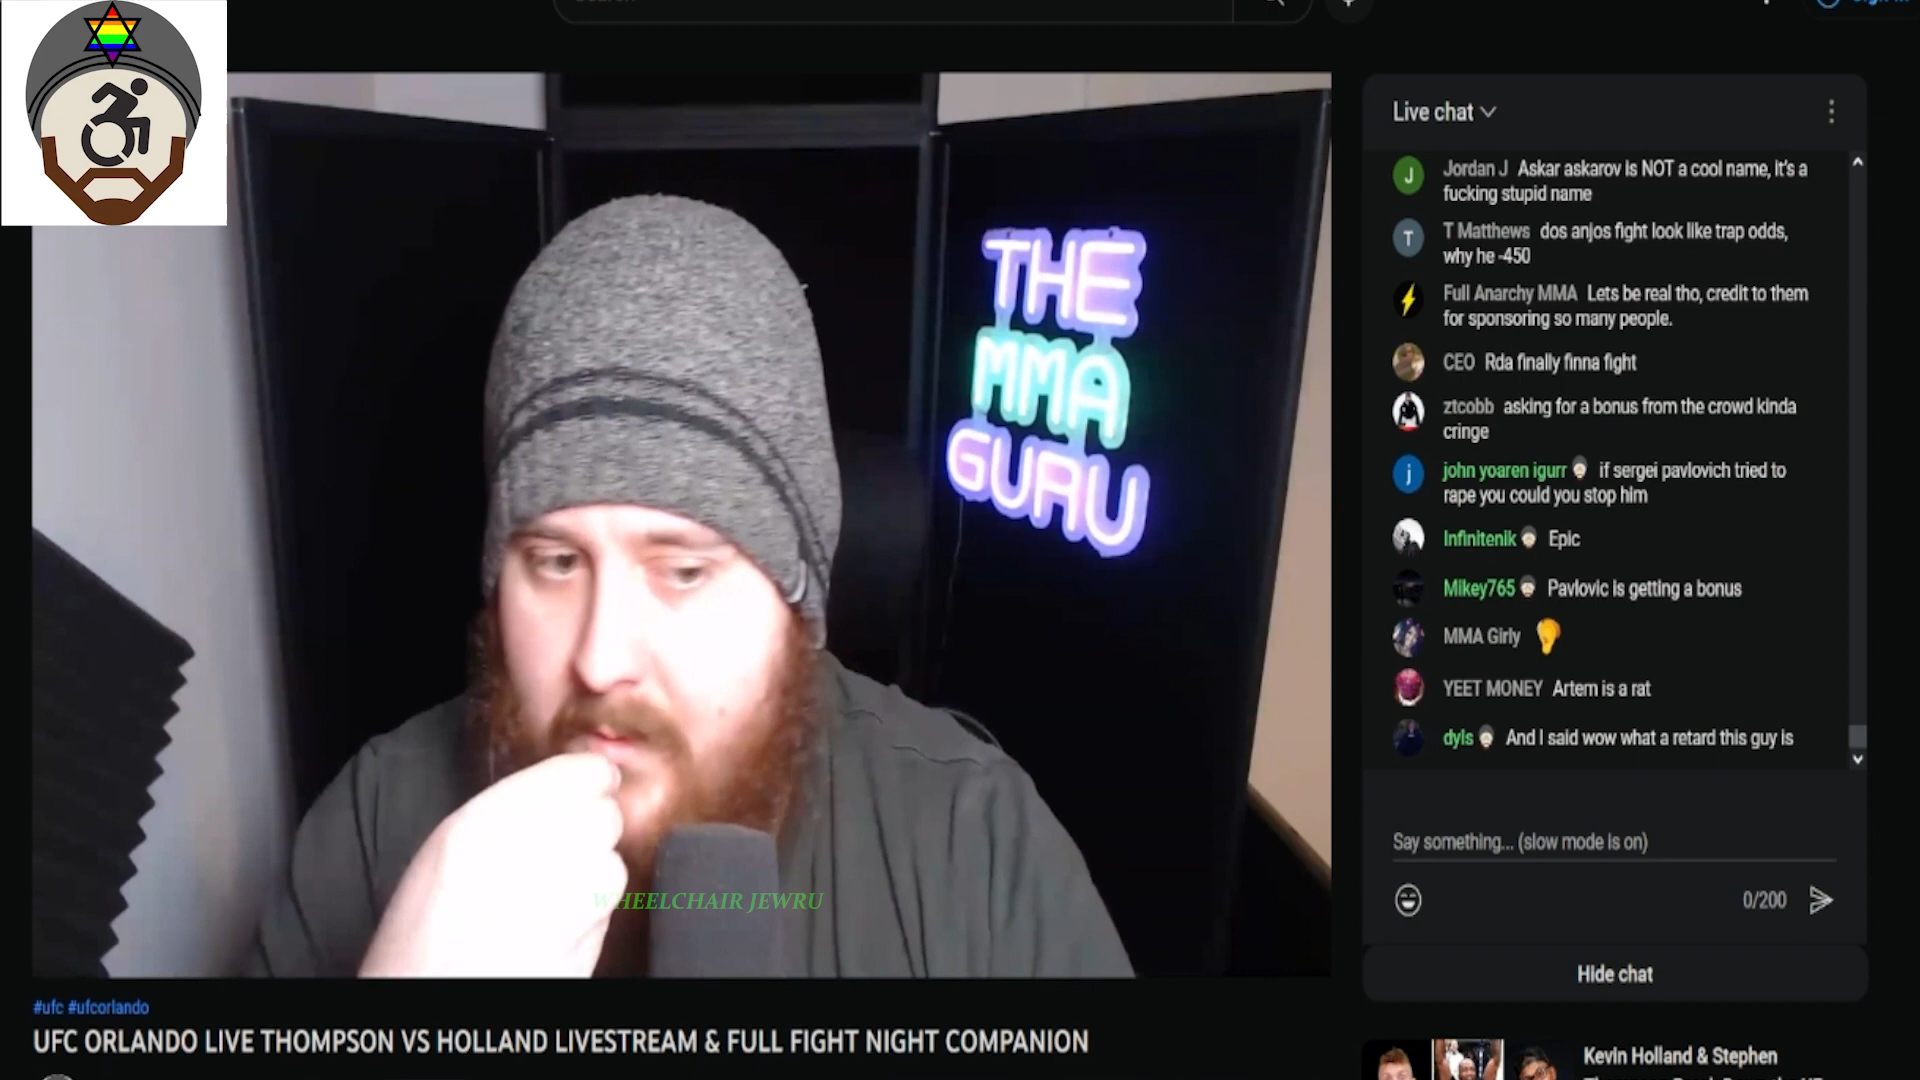 THE
MMA
GURU
WHEELCHAIR JEWRU
#ufc #ufcorlando
UFC ORLANDO LIVE THOMPSON VS HOLLAND LIVESTREAM & FULL FIGHT NIGHT COMPANION
Live chat
Jordan J Askar askarov is NOT a cool name, it's a
fucking stupid name
T Matthews dos anjos fight look like trap odds,
why he -450
Full Anarchy MMA Lets be real tho, credit to them
for sponsoring so many people.
CEO Rda finally finna fight
ztcobb asking for a bonus from the crowd kinda
cringe
john yoaren igurr if sergei pavlovich tried to
rape you could you stop him
Infinitenik Epic
Mikey765 Pavlovic is getting a bonus
MMA Girly
YEET MONEY Artem is a rat
dyls And I said wow what a retard this guy is
Say something... (slow mode is on)
0/200
Hide chat
Kevin Holland & Stephen